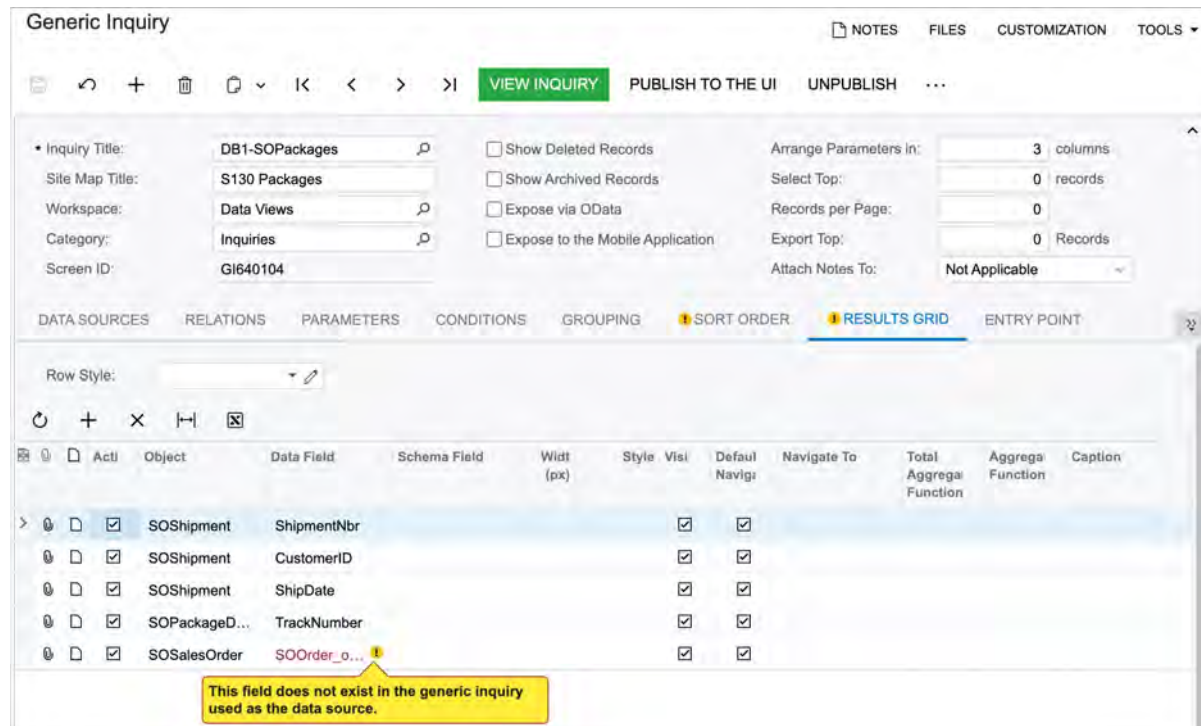 Generic Inquiry
NOTES FILES CUSTOMIZATION TOOLS
VIEW INQUIRY PUBLISH TO THE UI UNPUBLISH ...
• Inquiry Title: DB1-SOPackages Show Deleted Records Arrange Parameters in: 3 columns
Site Map Title: S130 Packages Show Archived Records Select Top: 0 records
Workspace: Data Views Expose via OData Records per Page: 0
Category: Inquiries Expose to the Mobile Application Export Top: 0 Records
Screen ID: GI640104 Attach Notes To: Not Applicable
DATA SOURCES RELATIONS PARAMETERS CONDITIONS GROUPING SORT ORDER RESULTS GRID ENTRY POINT
Row Style:
Acti Object Data Field Schema Field Widt Style Visi Defaul Navigate To Total Aggrega Caption
(px) Naviga Aggrega Function
Function
SOShipment ShipmentNbr
SOShipment CustomerID
SOShipment ShipDate
SOPackageD... TrackNumber
SOSalesOrder SOOrder_o...
This field does not exist in the generic inquiry
used as the data source.